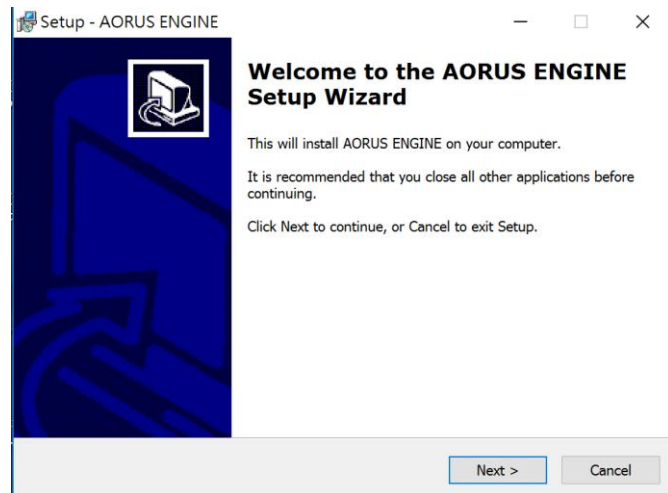 Setup - AORUS ENGINE
Welcome to the AORUS ENGINE
Setup Wizard
This will install AORUS ENGINE on your computer.
It is recommended that you close all other applications before
continuing.
Click Next to continue, or Cancel to exit Setup.
Next >
Cancel